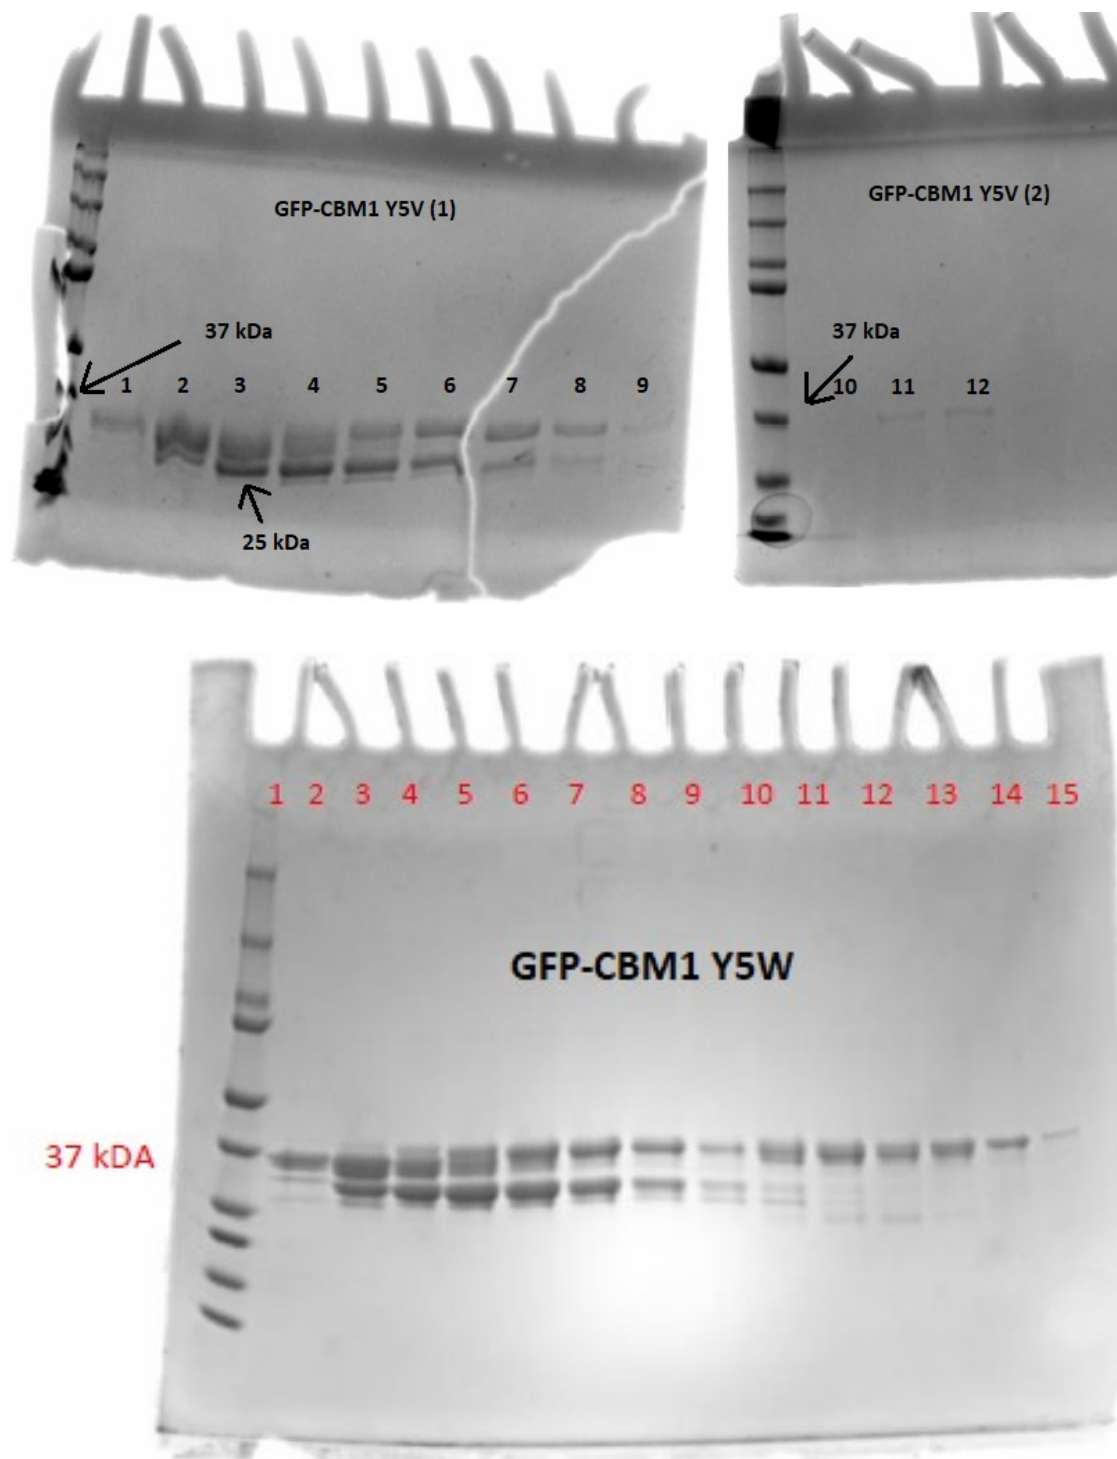 GFP-CBM1 Y5V (1)
37 kDa
1 2 3 4 5 6 7 8 9
25 kDa
GFP-CBM1 Y5V (2)
37 kDa
10 11 12
1 2 3 4 5 6 7 8 9 10 11 12 13 14 15
GFP-CBM1 Y5W
37 kDA